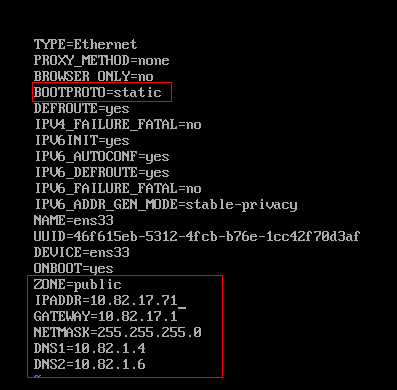 TYPE=Ethernet
PROXY_METHOD=none
BROWSER_ONLY=no
BOOTPROTO=static
DEFROUTE=yes
IPV4_FAILURE_FATAL=no
IPV6INIT=yes
IPV6_AUTOCONF=yes
IPV6_DEFROUTE=yes
IPV6_FAILURE_FATAL=no
IPV6_ADDR_GEN_MODE=stable-privacy
NAME=ens33
UUID=46f615eb-5312-4fcb-b76e-1cc42f70d3af
DEVICE=ens33
ONBOOT=yes
ZONE=public
IPADDR=10.82.17.71_
GATEWAY=10.82.17.1
NETMASK=255.255.255.0
DNS1=10.82.1.4
DNS2=10.82.1.6